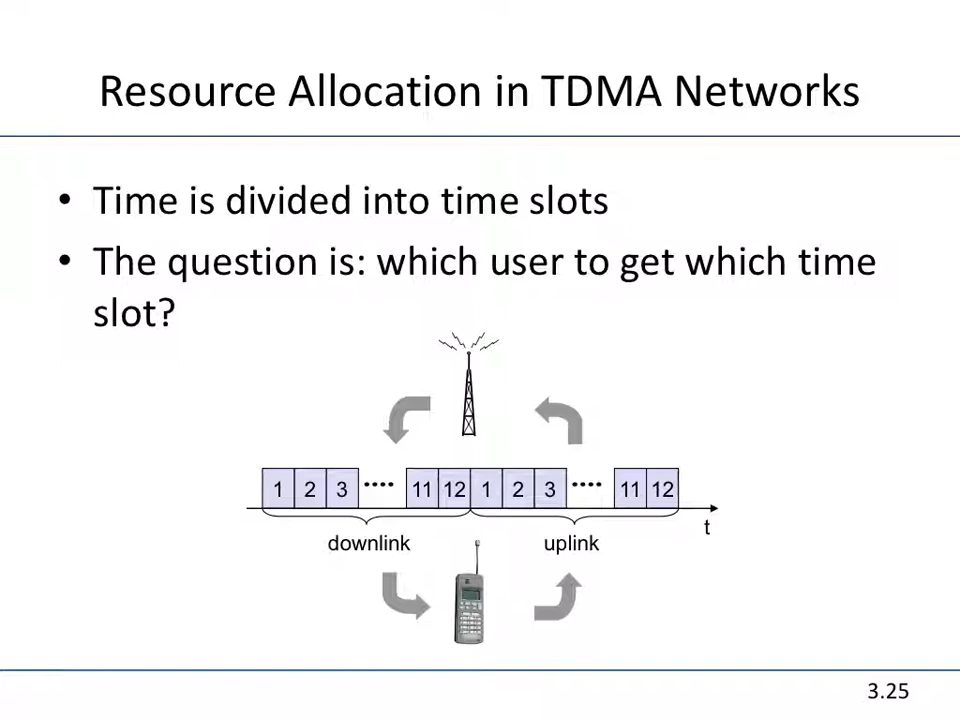 Resource Allocation in TDMA Networks
• Time is divided into time slots
• The question is: which user to get which time
slot?
1 2 3 •••• 11 12 1 2 3 •••• 11 12
t
downlink uplink
3.25